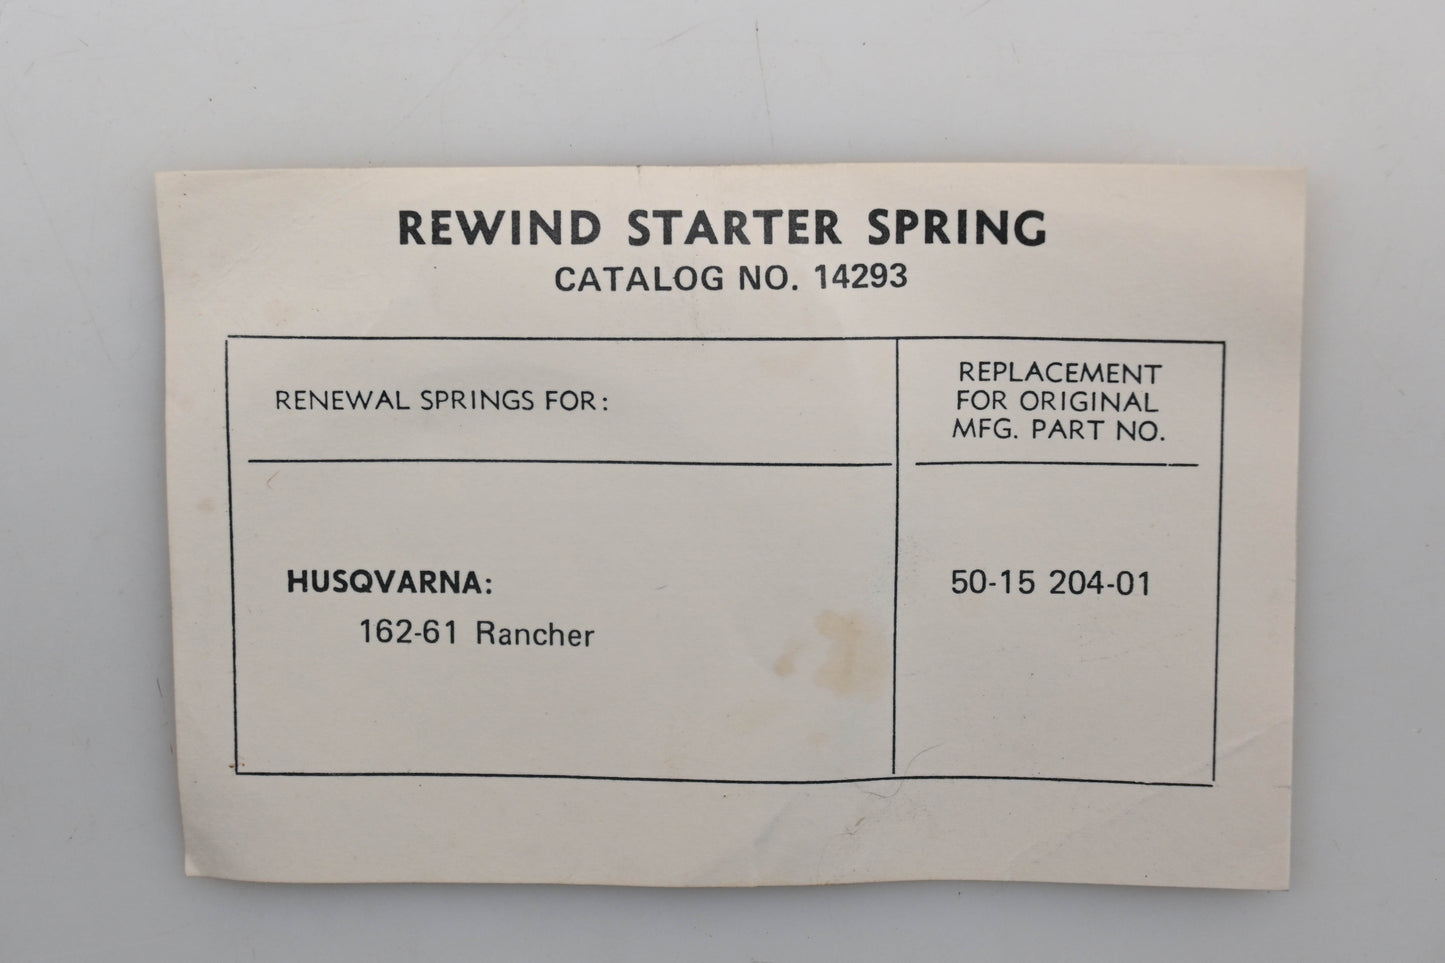 REWIND STARTER SPRING
CATALOG NO. 14293
RENEWAL SPRINGS FOR:
REPLACEMENT
FOR ORIGINAL
MFG. PART NO.
HUSQVARNA:
162-61 Rancher
50-15 204-01